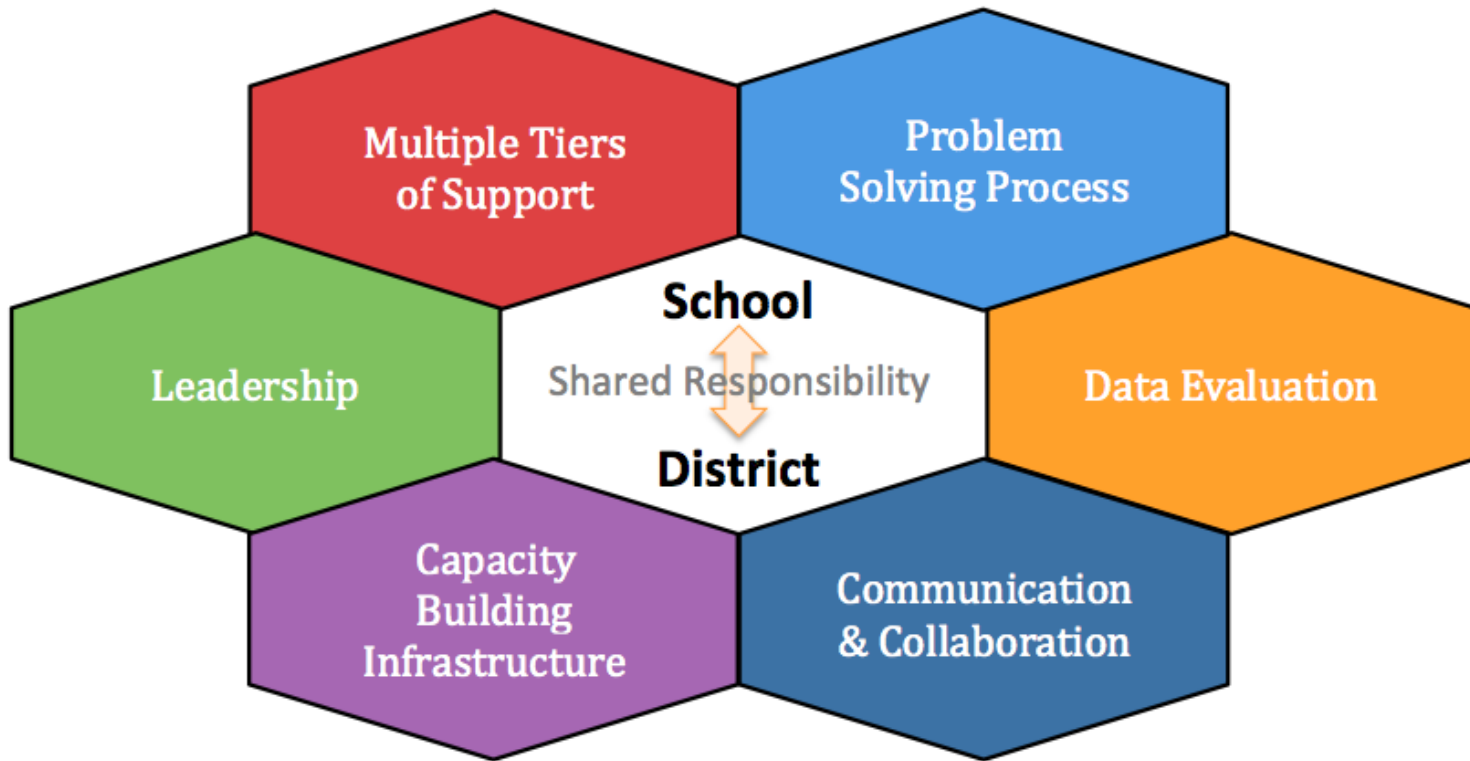 Multiple Tiers
of Support
Problem
Solving Process
Leadership
School
Shared Responsibility
District
Data Evaluation
Capacity
Building
Infrastructure
Communication
& Collaboration